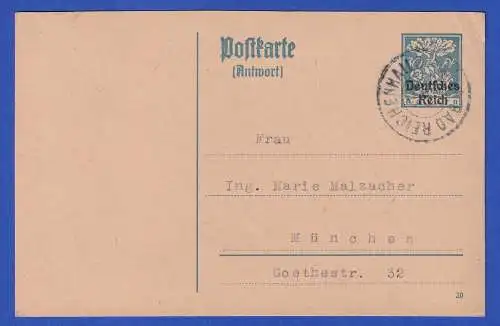 Postkarte
(Antwort)
Deutsches
Reich
BAD REICHENHALL
Frau
Ing. Marie Malzacher
München
Goethestr. 32
20